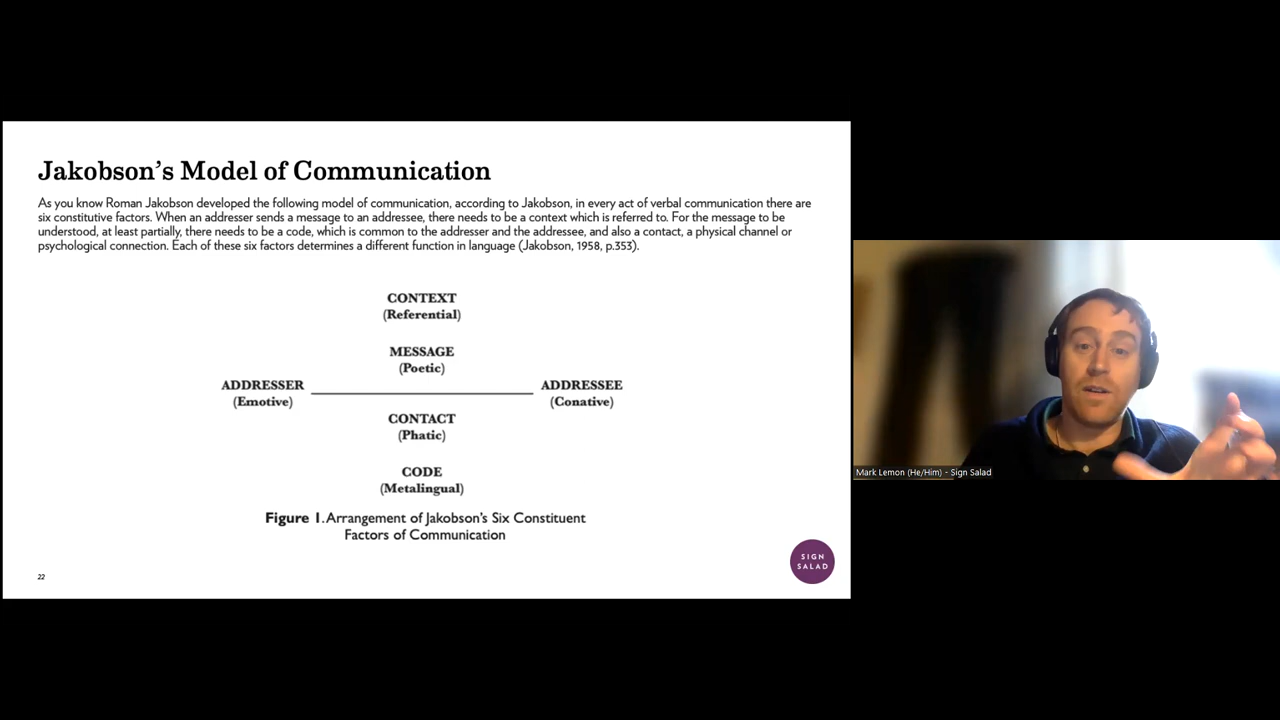 Jakobson's Model of Communication
As you know Roman Jakobson developed the following model of communication, according to Jakobson, in every act of verbal communication there are
six constitutive factors. When an addresser sends a message to an addressee, there needs to be a context which is referred to. For the message to be
understood, at least partially, there needs to be a code, which is common to the addresser and the addressee, and also a contact, a physical channel or
psychological connection. Each of these six factors determines a different function in language (Jakobson, 1958, p.353).
CONTEXT
(Referential)
MESSAGE
(Poetic)
ADDRESSER
(Emotive)
ADDRESSEE
(Conative)
CONTACT
(Phatic)
CODE
(Metalingual)
Figure 1. Arrangement of Jakobson's Six Constituent
Factors of Communication
22
SIGN
SALAD
Mark Lemon (He/Him) - Sign Salad